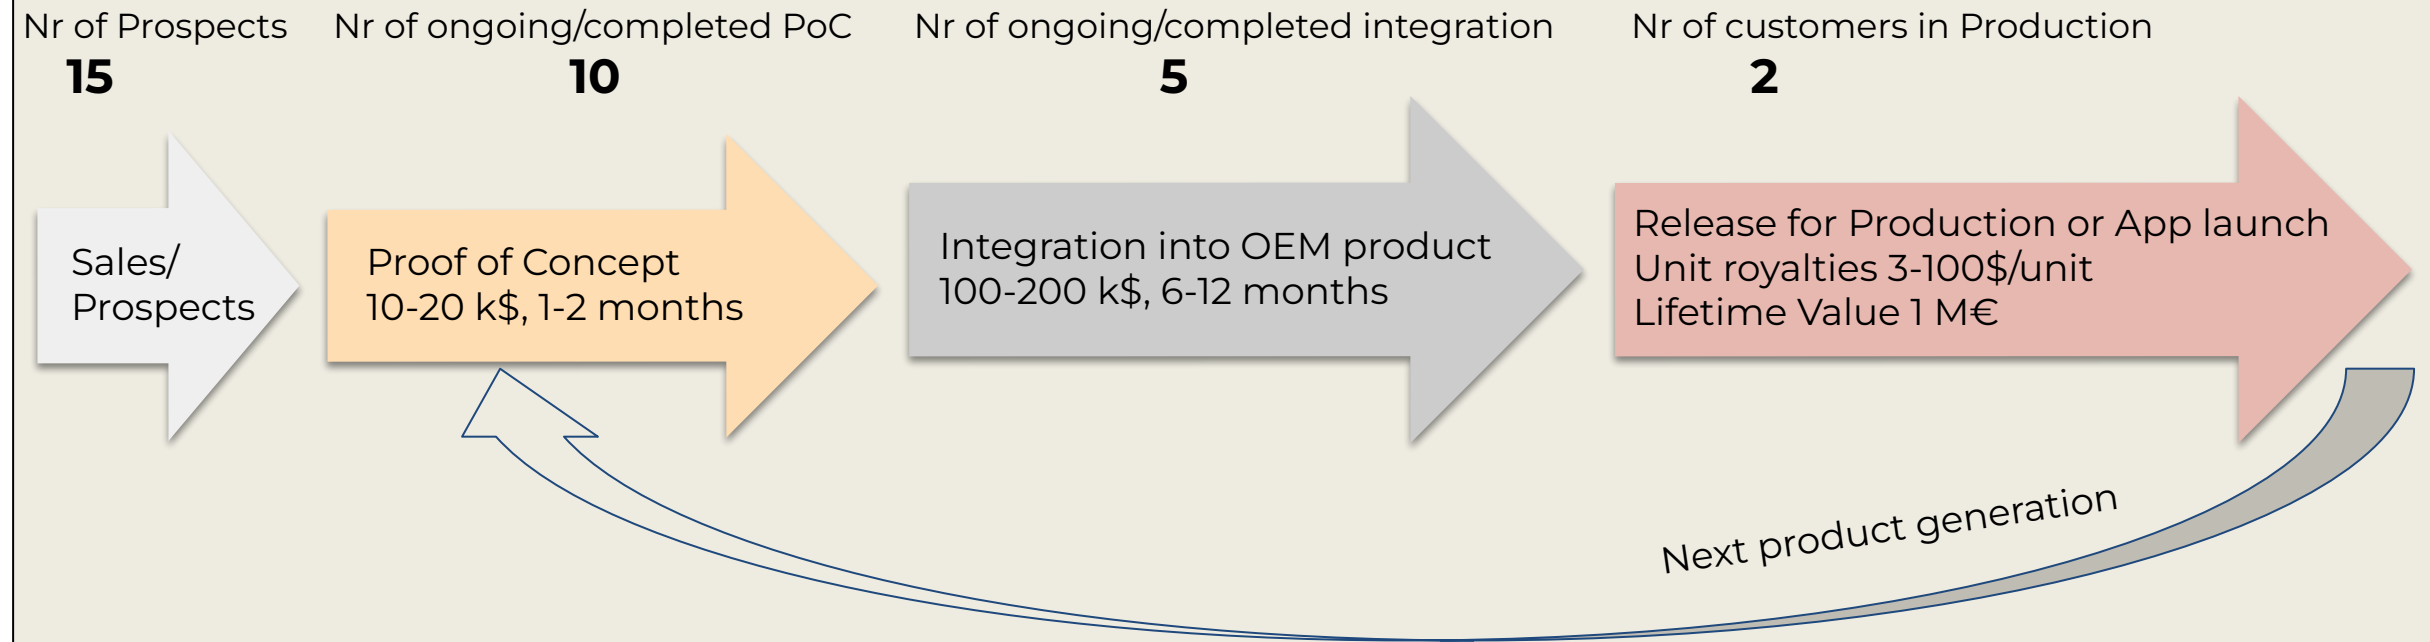 Nr of Prospects
15
Nr of ongoing/completed PoC
10
Nr of ongoing/completed integration
5
Nr of customers in Production
2
Sales/
Prospects
Proof of Concept
10-20 k$, 1-2 months
Integration into OEM product
100-200 k$, 6-12 months
Release for Production or App launch
Unit royalties 3-100$/unit
Lifetime Value 1 M€
Next product generation